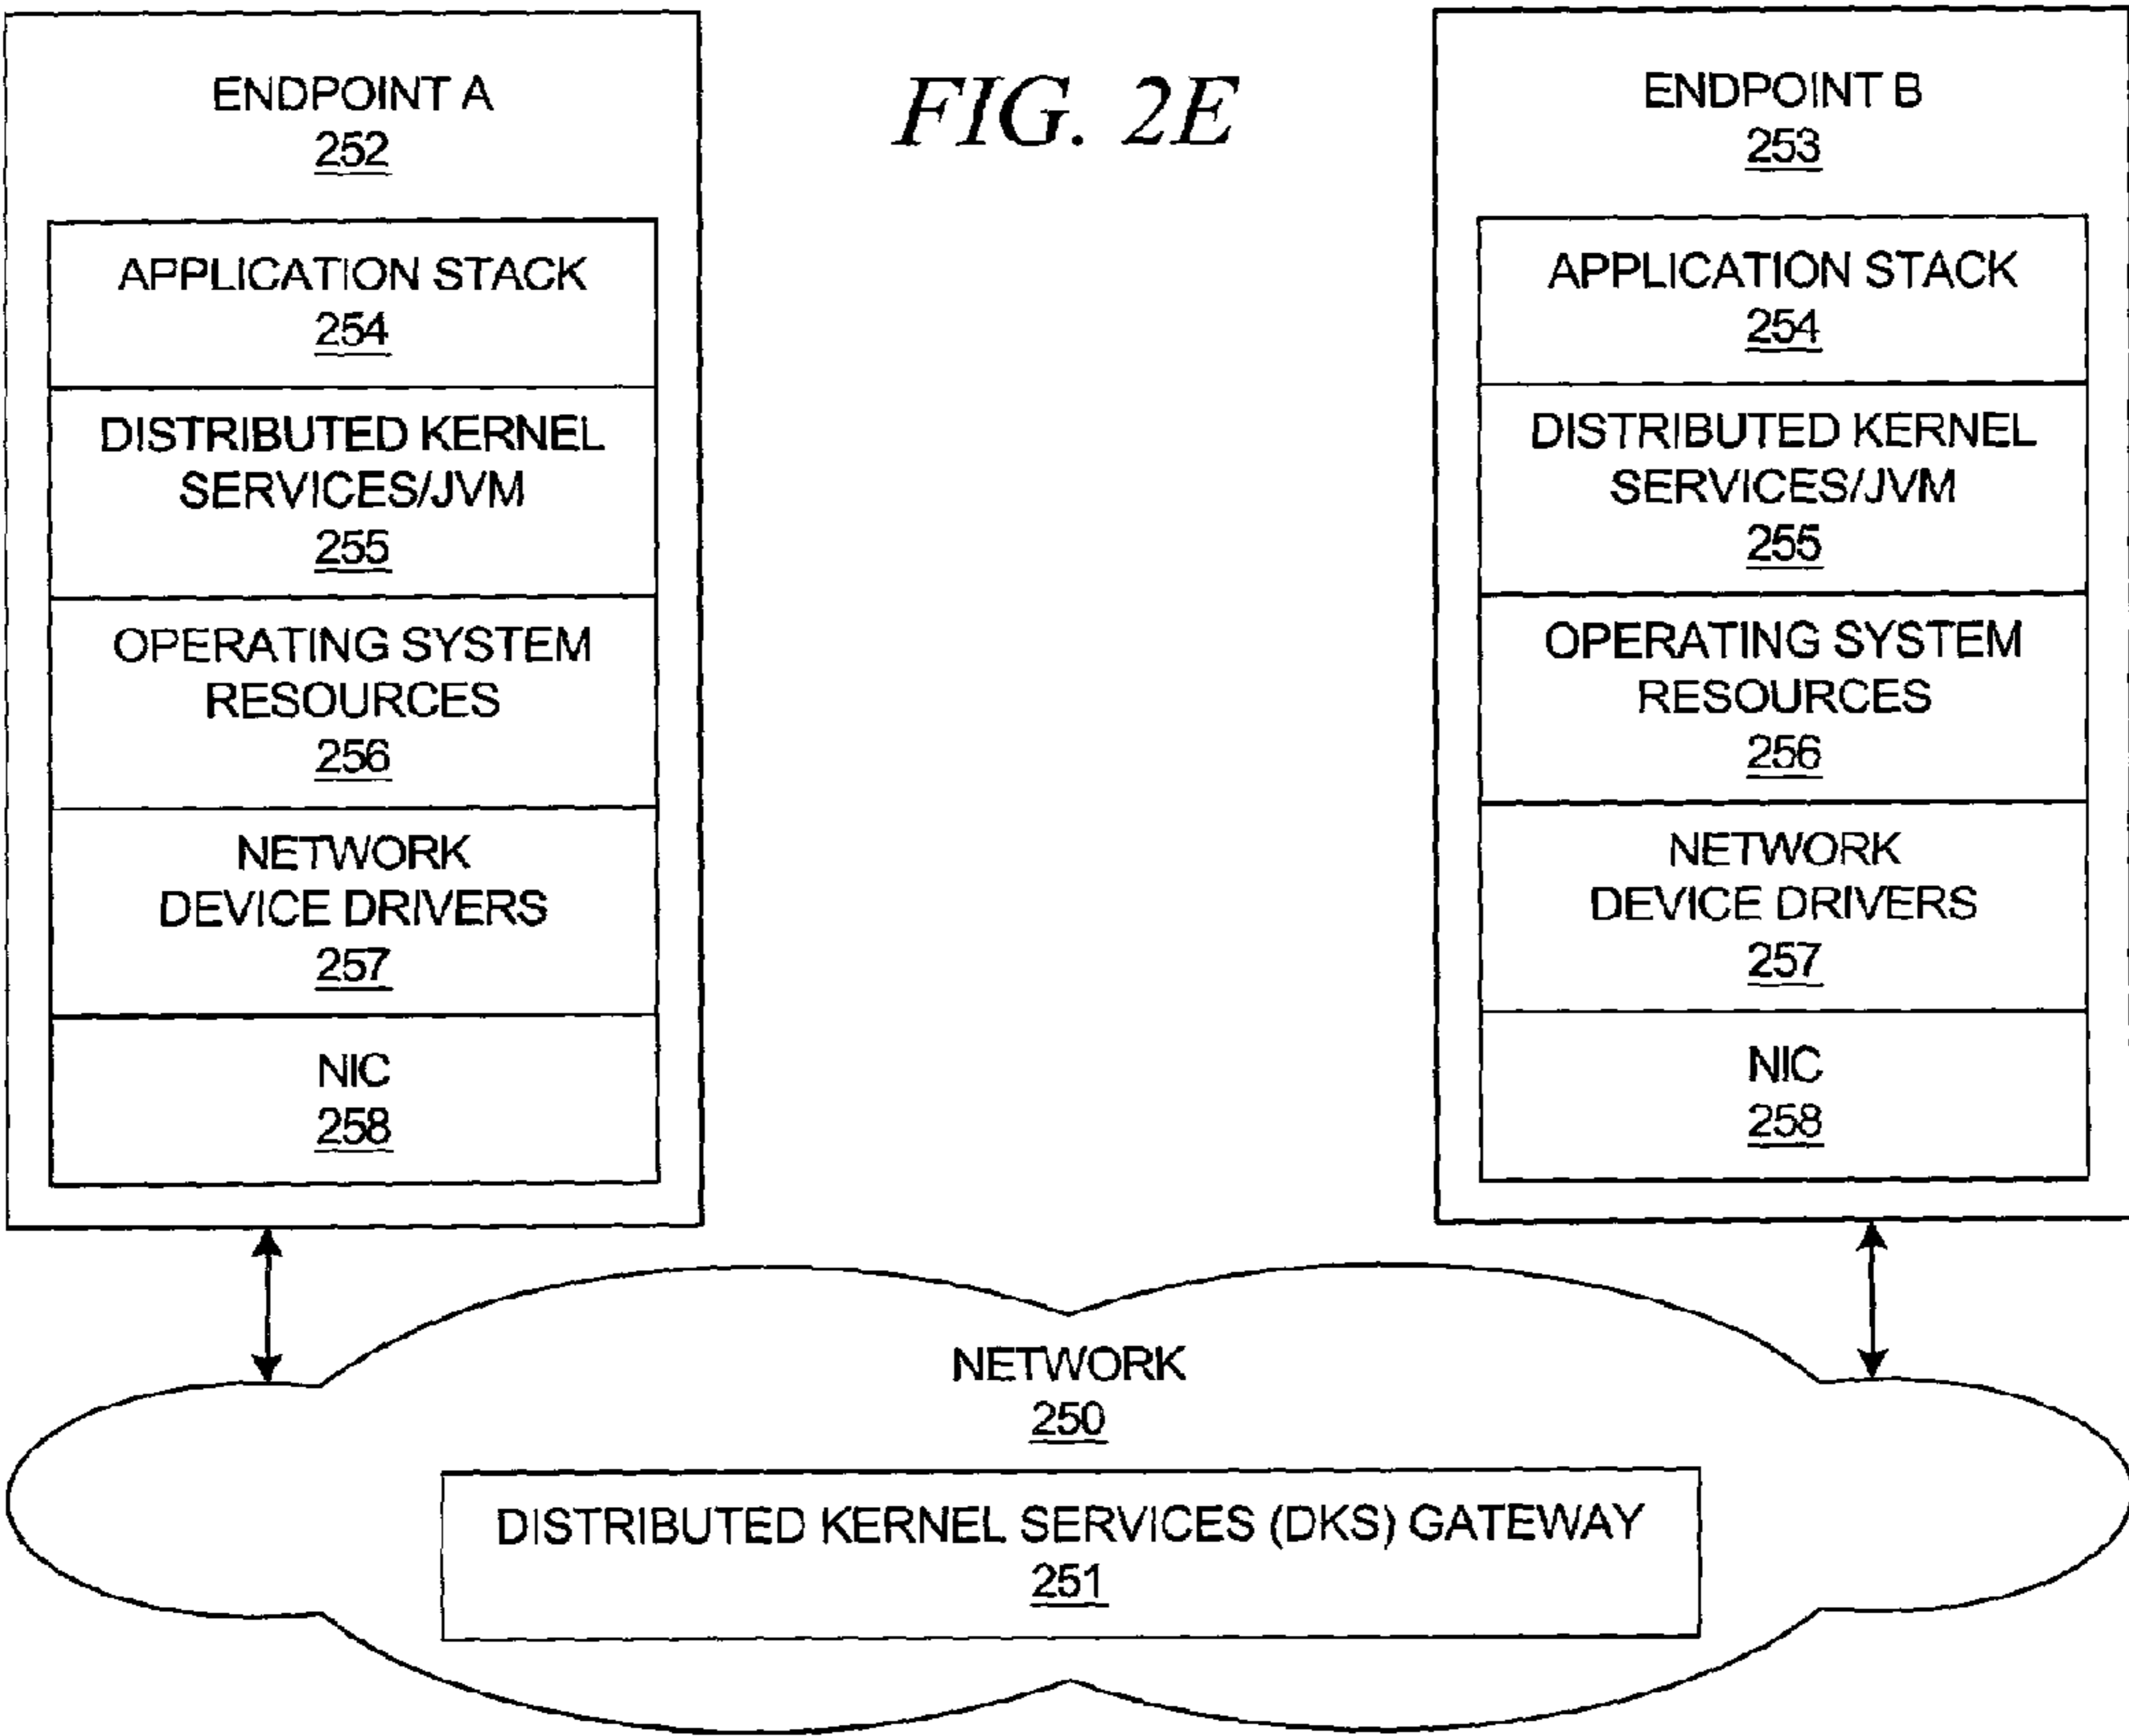 FIG. 2E
ENDPOINT A
252
APPLICATION STACK
254
DISTRIBUTED KERNEL
SERVICES/JVM
255
OPERATING SYSTEM
RESOURCES
256
NETWORK
DEVICE DRIVERS
257
NIC
258
ENDPOINT B
253
APPLICATION STACK
254
DISTRIBUTED KERNEL
SERVICES/JVM
255
OPERATING SYSTEM
RESOURCES
256
NETWORK
DEVICE DRIVERS
257
NIC
258
NETWORK
250
DISTRIBUTED KERNEL SERVICES (DKS) GATEWAY
251